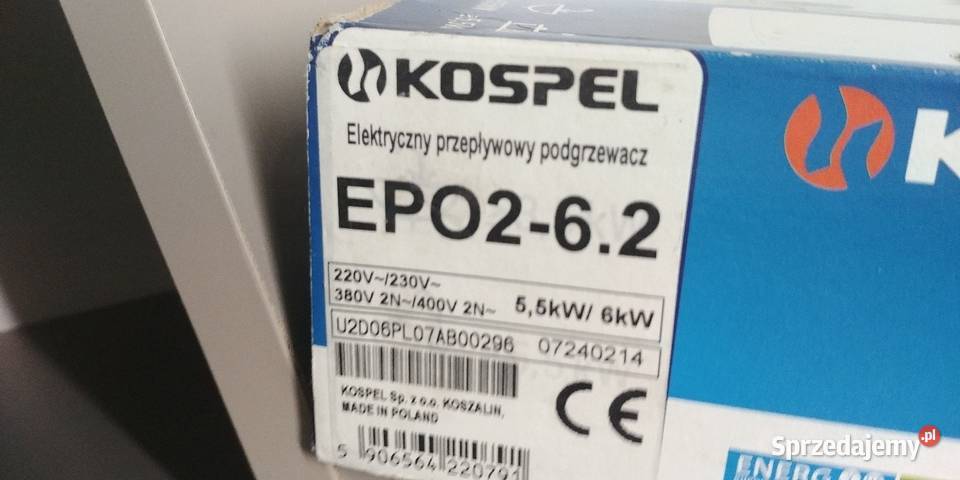 KOSPEL
Elektryczny przepływowy podgrzewacz
EPO2-6.2
220V~/230V~
380V 2N~/400V 2N~ 5,5kW/ 6kW
U2D06PL07AB00296 07240214
KOSPEL Sp. z o.o. KOSZALIN,
MADE IN POLAND
CE
5 906564 220791
K
ENERG
Sprzedajemy.pl